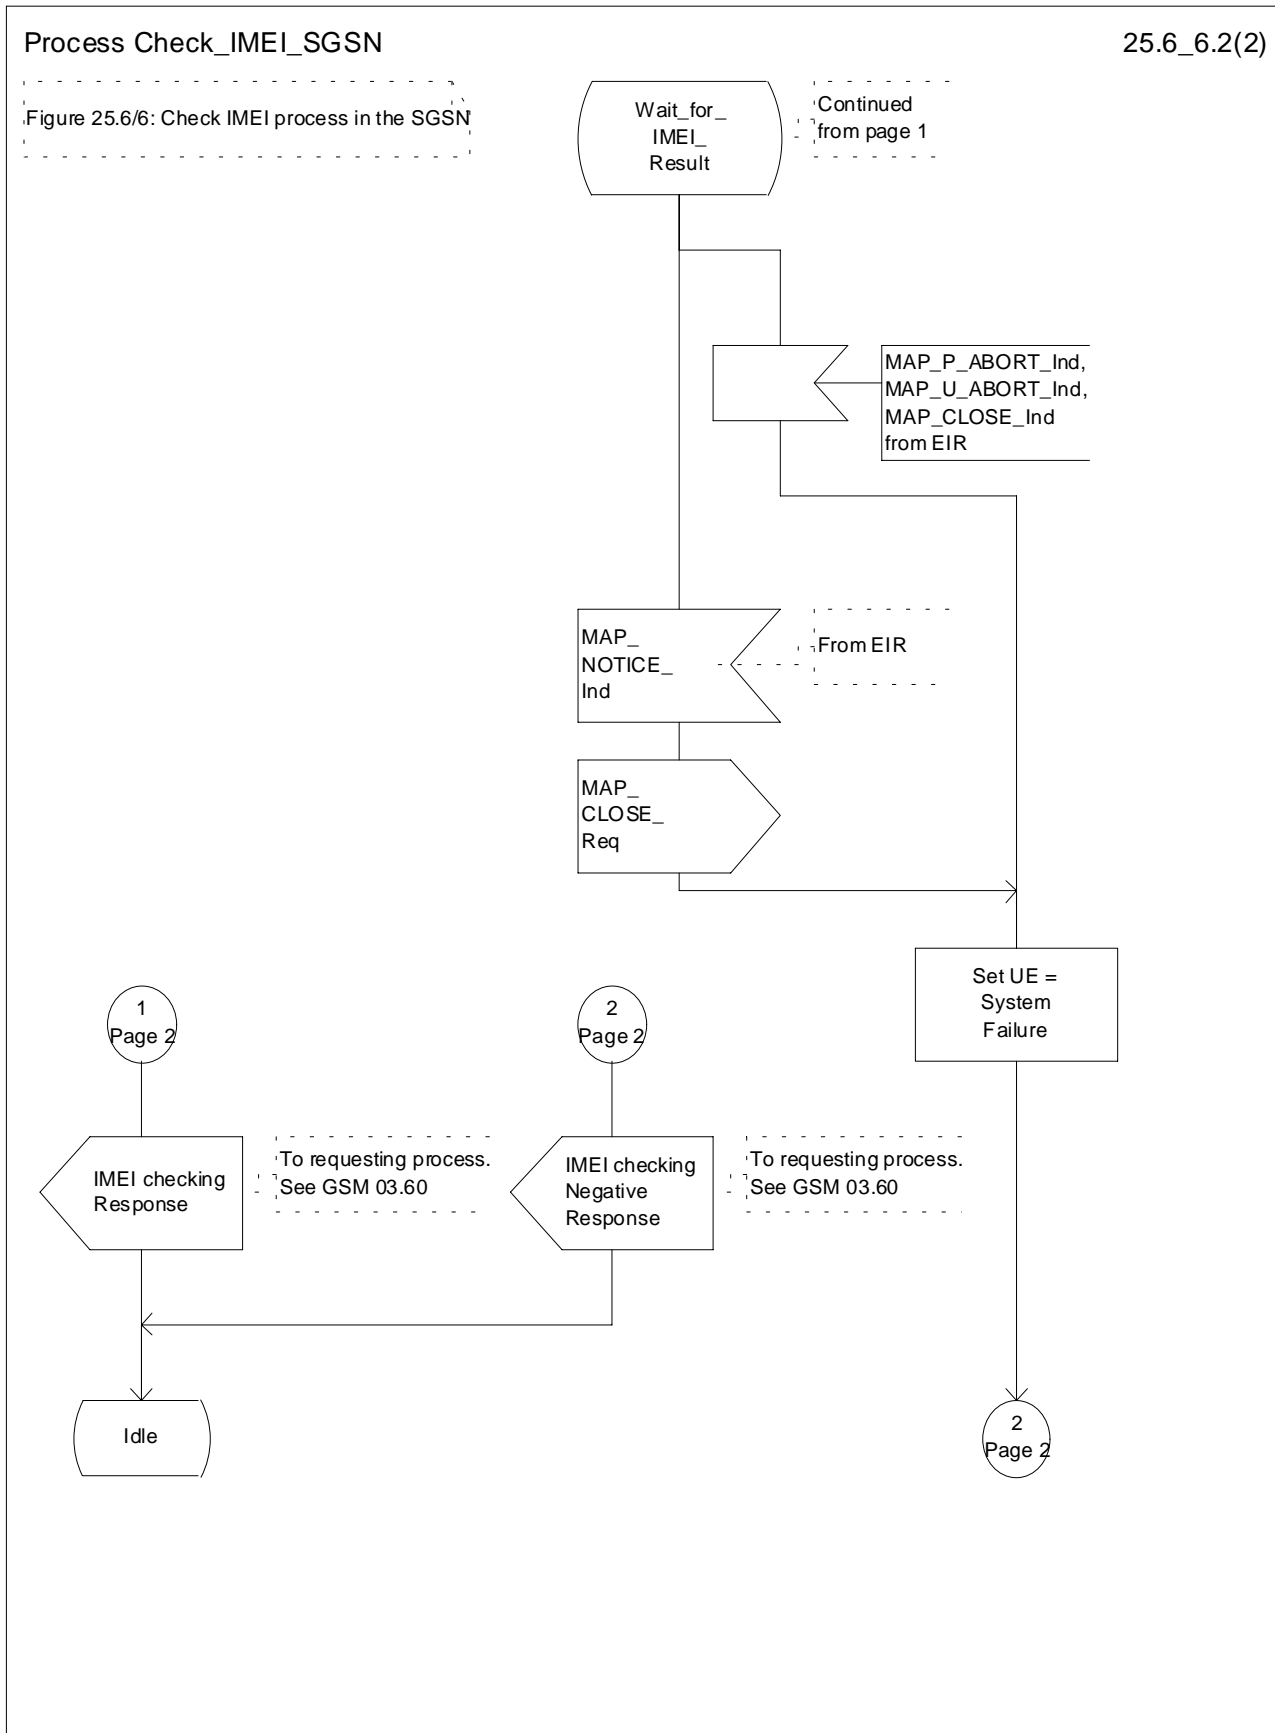 Process Check_IMEI_SGSN
25.6_6.2(2)
Figure 25.6/6: Check IMEI process in the SGSN
Wait_for_
IMEI_
Result
Continued
from page 1
MAP_P_ABORT_Ind,
MAP_U_ABORT_Ind,
MAP_CLOSE_Ind
from EIR
MAP_
NOTICE_
Ind
From EIR
MAP_
CLOSE_
Req
Set UE =
System
Failure
1
Page 2
2
Page 2
IMEI checking
Response
To requesting process.
See GSM 03.60
IMEI checking
Negative
Response
To requesting process.
See GSM 03.60
Idle
2
Page 2